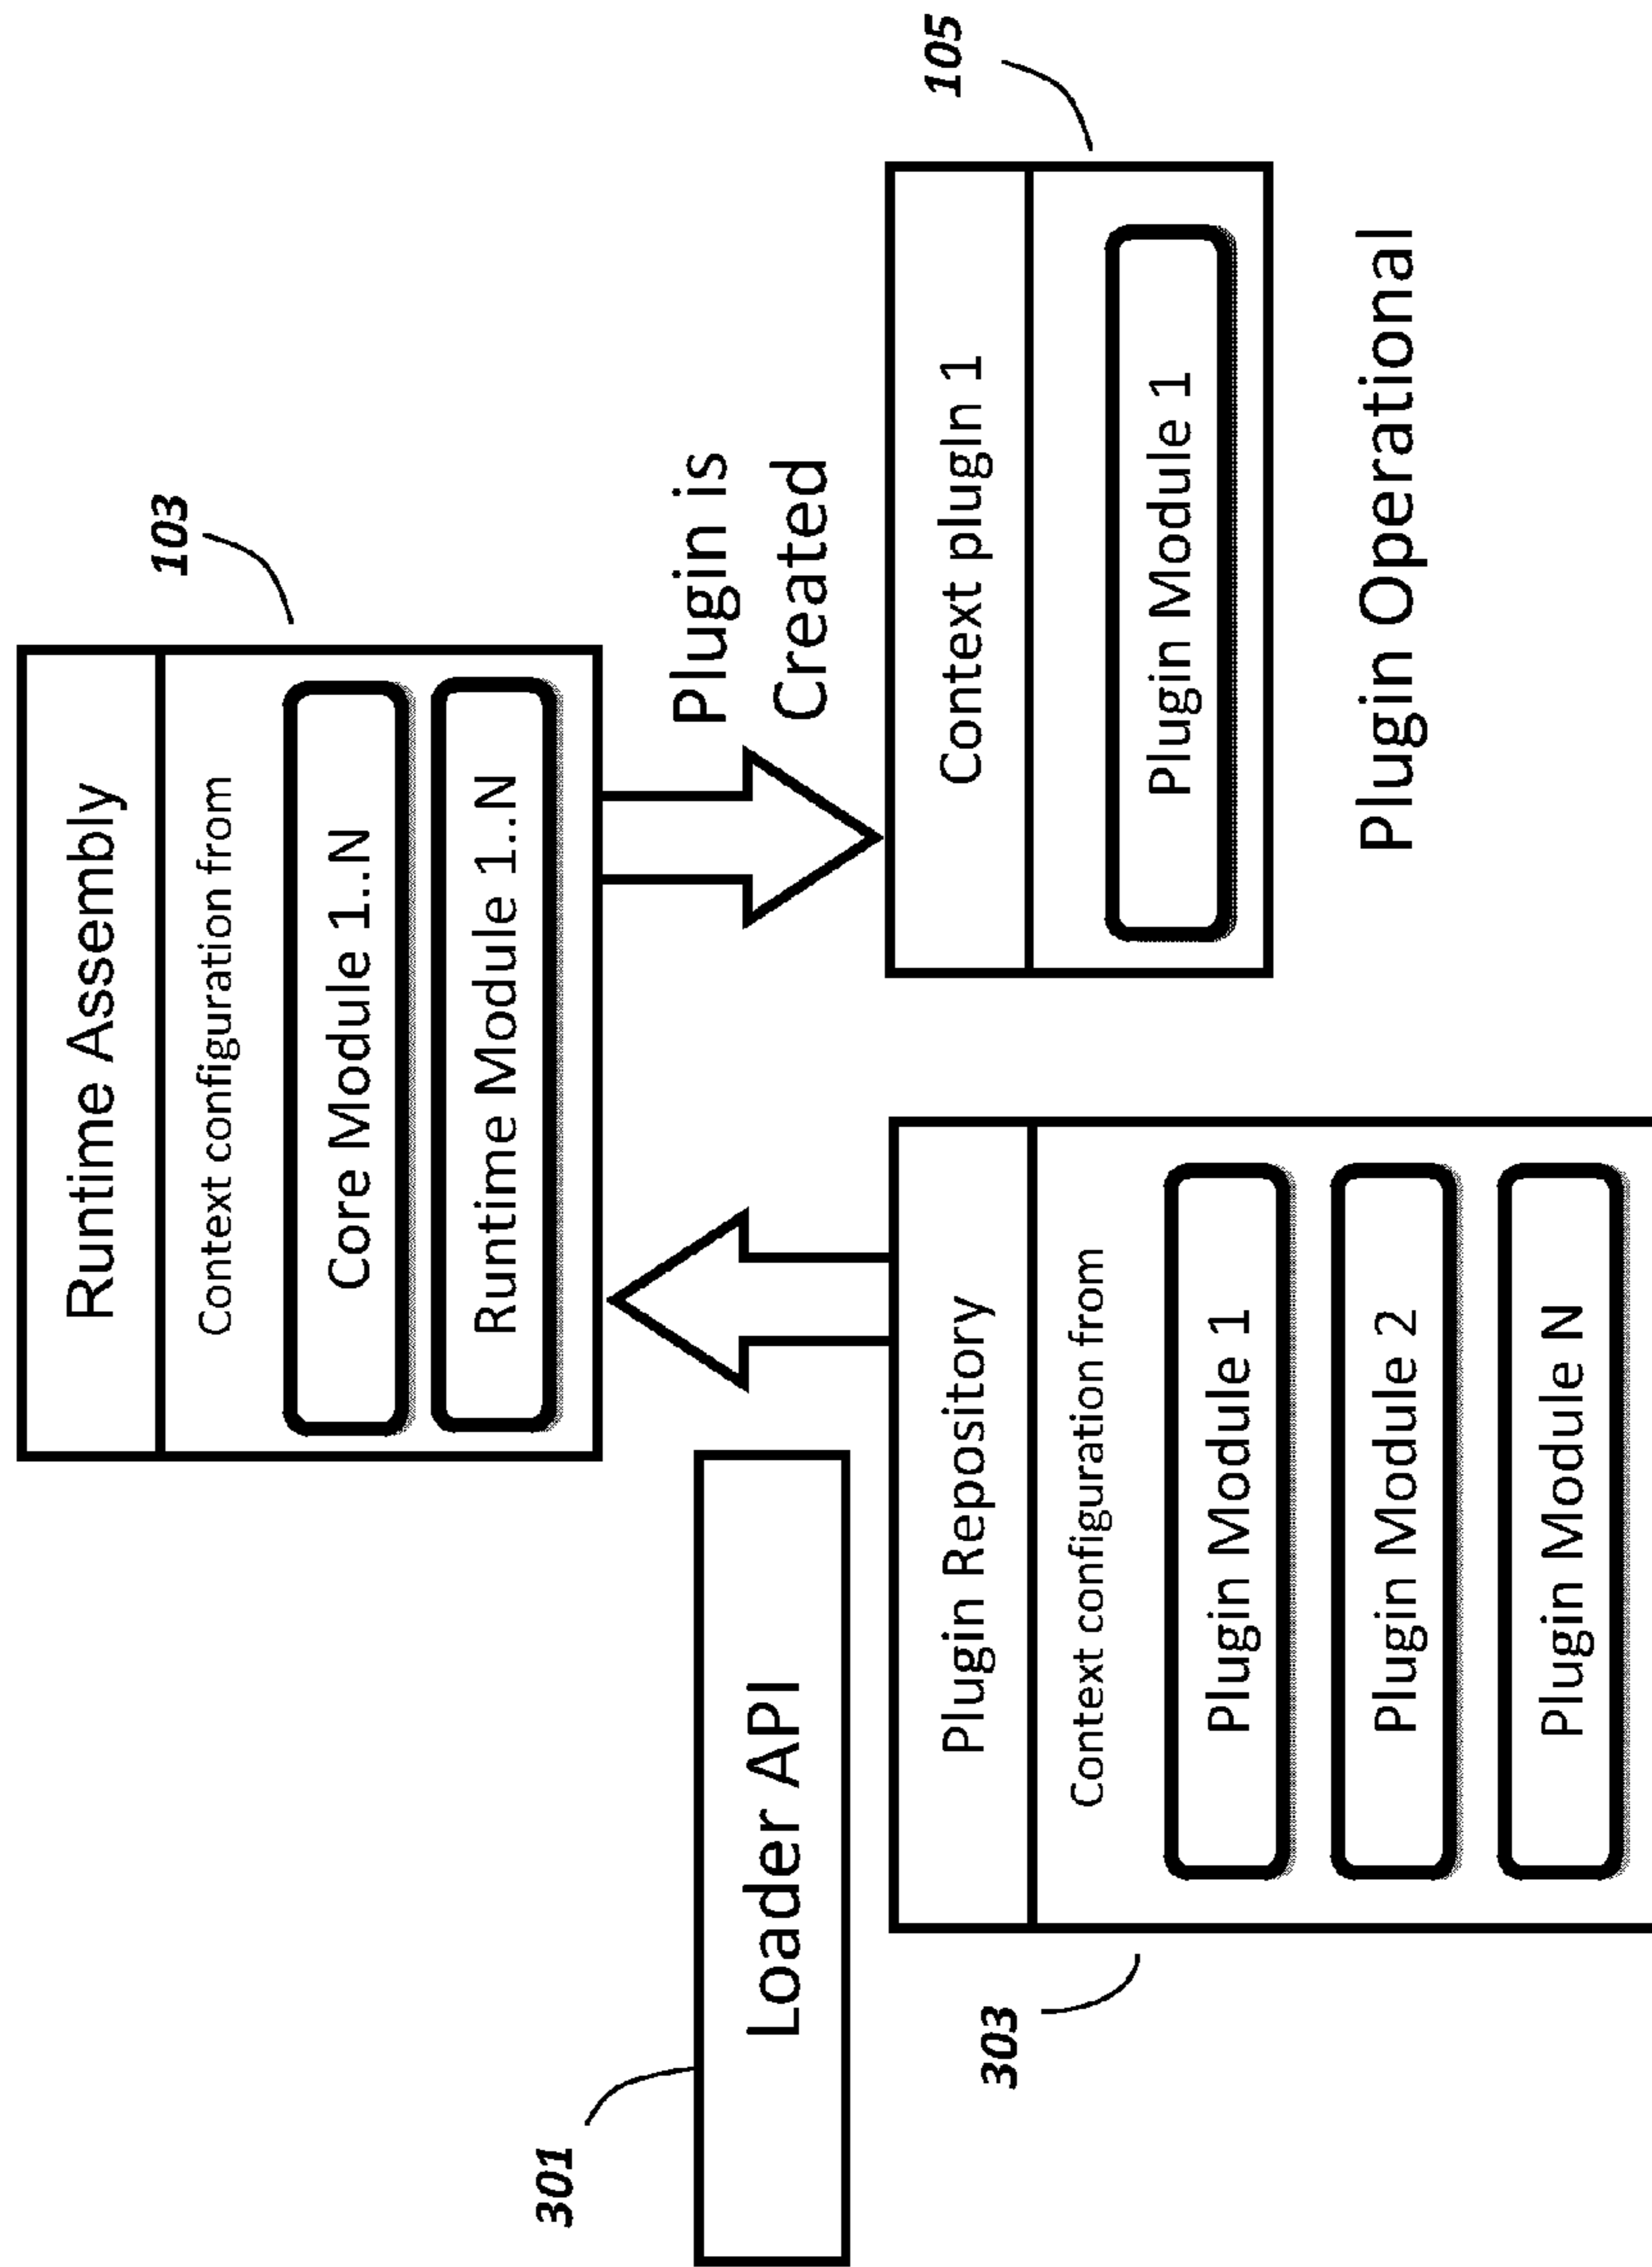 103
Runtime Assembly
Context configuration from
Core Module 1..N
Runtime Module 1..N
301
Loader API
Plugin is
Created
303
Plugin Repository
Context configuration from
Plugin Module 1
Plugin Module 2
Plugin Module N
105
Context plugIn 1
Plugin Module 1
Plugin Operational